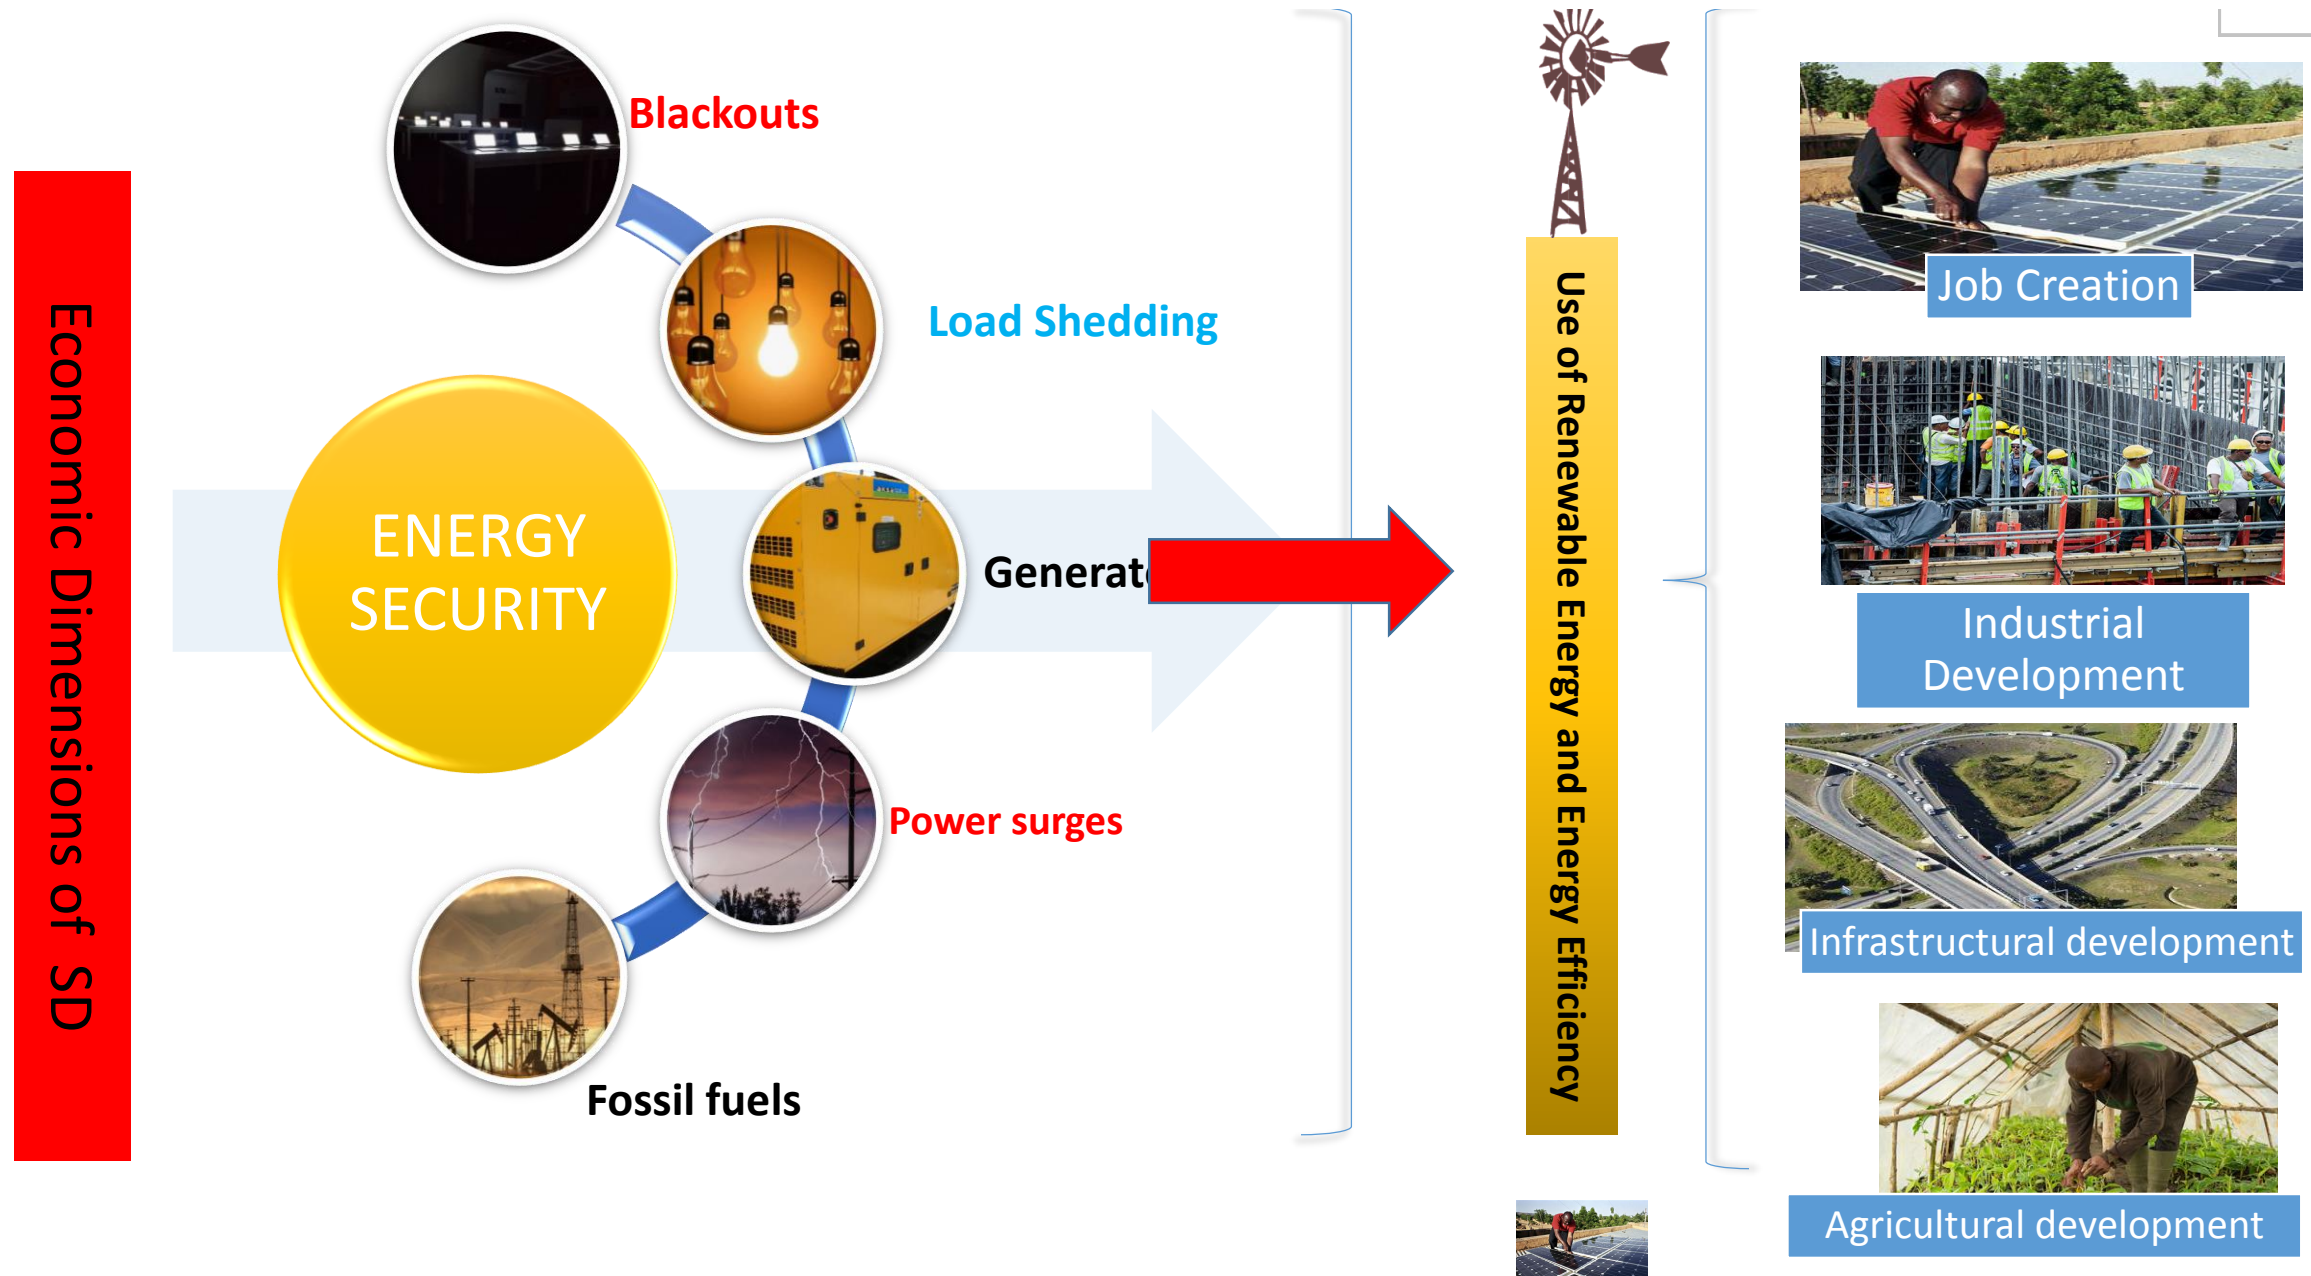 Economic Dimensions of SD
Blackouts
Load Shedding
ENERGY
SECURITY
Generat
Power surges
Fossil fuels
Use of Renewable Energy and Energy Efficiency
Job Creation
Industrial
Development
Infrastructural development
Agricultural development